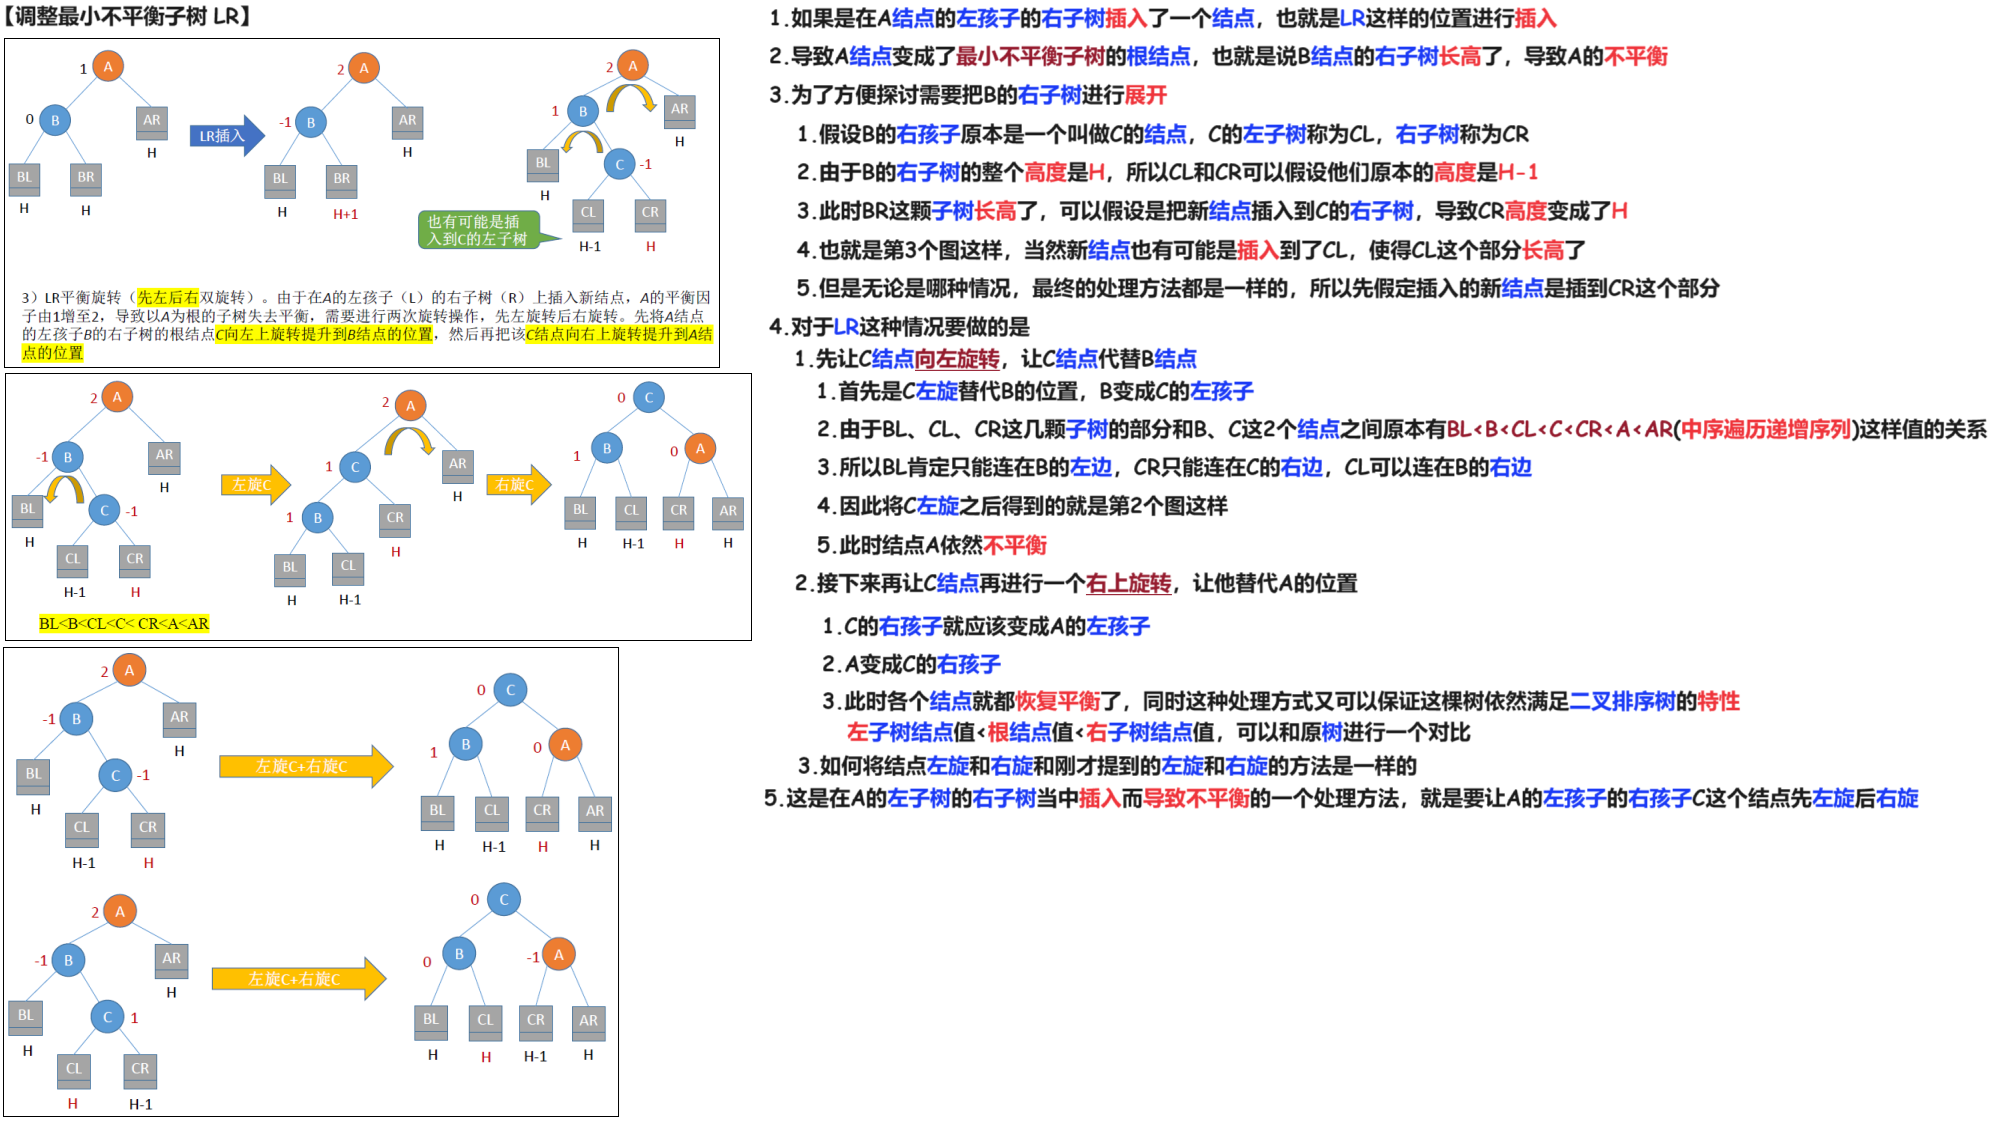 【调整最小不平衡子树 LR】
1
A
0
B
AR
H
BL
BR
H
H
LR插入
2
A
-1
B
AR
H
BL
BR
H
H+1
2
A
1
B
AR
H
BL
H
C
-1
CL
CR
H-1
H
也有可能是插
入到C的左子树
3）LR平衡旋转（先左后右双旋转）。由于在A的左孩子（L）的右子树（R）上插入新结点，A的平衡因
子由1增至2，导致以A为根的子树失去平衡，需要进行两次旋转操作，先左旋转后右旋转。先将A结点
的左孩子B的右子树的根结点C向左上旋转提升到B结点的位置，然后再把该C结点向右上旋转提升到A结
点的位置
2
A
-1
B
AR
H
BL
H
C
-1
CL
CR
H-1
H
BL<B<CL<C< CR<A<AR
左旋C
2
A
1
C
AR
H
1
B
CR
H
BL
CL
H
H-1
右旋C
0
C
1
B
0
A
BL
CL
CR
AR
H
H-1
H
H
2
A
-1
B
AR
H
BL
H
C
-1
CL
CR
H-1
H
左旋C+右旋C
0
C
1
B
0
A
BL
CL
CR
AR
H
H-1
H
H
2
A
-1
B
AR
H
BL
H
C
1
CL
CR
H
H-1
左旋C+右旋C
0
C
0
B
-1
A
BL
CL
CR
AR
H
H
H-1
H
1.如果是在A结点的左孩子的右子树插入了一个结点，也就是LR这样的位置进行插入
2.导致A结点变成了最小不平衡子树的根结点，也就是说B结点的右子树长高了，导致A的不平衡
3.为了方便探讨需要把B的右子树进行展开
1.假设B的右孩子原本是一个叫做C的结点，C的左子树称为CL，右子树称为CR
2.由于B的右子树的整个高度是H，所以CL和CR可以假设他们原本的高度是H-1
3.此时BR这颗子树长高了，可以假设是把新结点插入到C的右子树，导致CR高度变成了H
4.也就是第3个图这样，当然新结点也有可能是插入到了CL，使得CL这个部分长高了
5.但是无论是哪种情况，最终的处理方法都是一样的，所以先假定插入的新结点是插到CR这个部分
4.对于LR这种情况要做的是
1.先让C结点向左旋转，让C结点代替B结点
1.首先是C左旋替代B的位置，B变成C的左孩子
2.由于BL、CL、CR这几颗子树的部分和B、C这2个结点之间原本有BL<B<CL<C<CR<A<AR(中序遍历递增序列)这样值的关系
3.所以BL肯定只能连在B的左边，CR只能连在C的右边，CL可以连在B的右边
4.因此将C左旋之后得到的就是第2个图这样
5.此时结点A依然不平衡
2.接下来再让C结点再进行一个右上旋转，让他替代A的位置
1.C的右孩子就应该变成A的左孩子
2.A变成C的右孩子
3.此时各个结点就都恢复平衡了，同时这种处理方式又可以保证这棵树依然满足二叉排序树的特性
左子树结点值<根结点值<右子树结点值，可以和原树进行一个对比
3.如何将结点左旋和右旋和刚才提到的左旋和右旋的方法是一样的
5.这是在A的左子树的右子树当中插入而导致不平衡的一个处理方法，就是要让A的左孩子的右孩子C这个结点先左旋后右旋